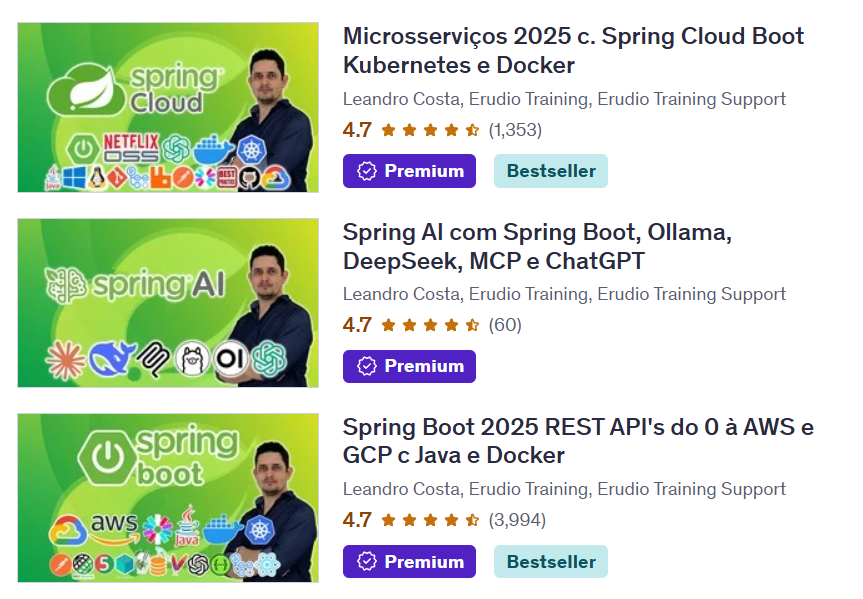 spring
Cloud
NETFLIX
OSS
Java
BEST
PRACTICE
Microsserviços 2025 c. Spring Cloud Boot
Kubernetes e Docker
Leandro Costa, Erudio Training, Erudio Training Support
4.7 (1,353)
Premium Bestseller
spring AI
Spring AI com Spring Boot, Ollama,
DeepSeek, MCP e ChatGPT
Leandro Costa, Erudio Training, Erudio Training Support
4.7 (60)
Premium
spring
boot
aws
Java
Spring Boot 2025 REST API's do 0 à AWS e
GCP c Java e Docker
Leandro Costa, Erudio Training, Erudio Training Support
4.7 (3,994)
Premium Bestseller